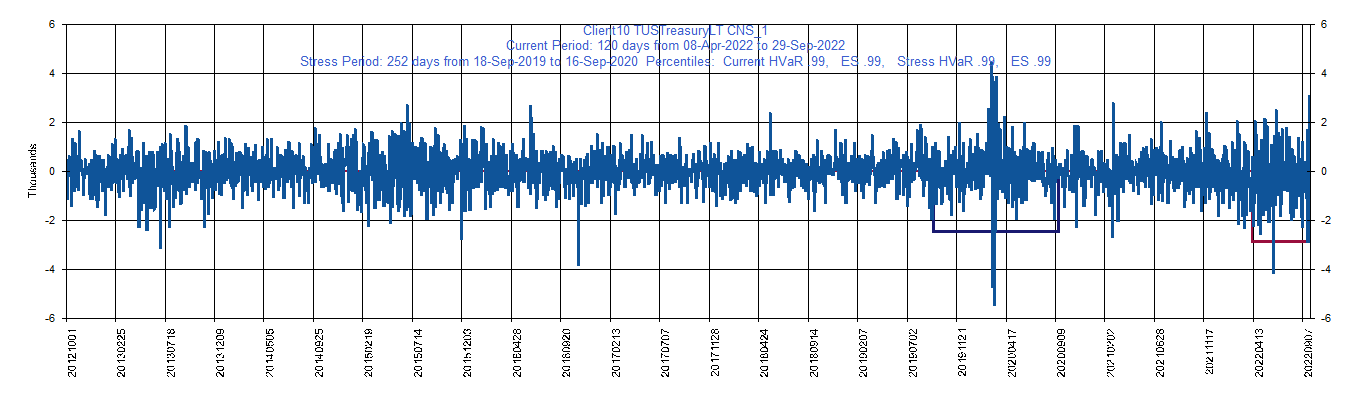 Client10 TUSTreasuryLT CNS_1
Current Period: 120 days from 08-Apr-2022 to 29-Sep-2022
Stress Period: 252 days from 18-Sep-2019 to 16-Sep-2020 Percentiles: Current HVaR .99, ES .99, Stress HVaR .99, ES .99
6 6
4 4
2 2
0 0
-2 -2
-4 -4
-6 -6
Thousands
20121001 20130225 20130718 20131209 20140505 20140925 20150219 20150714 20151203 20160428 20160920 20170213 20170707 20171128 20180424 20180914 20190207 20190702 20191121 20200417 20200909 20210202 20210628 20211117 20220413 20220907